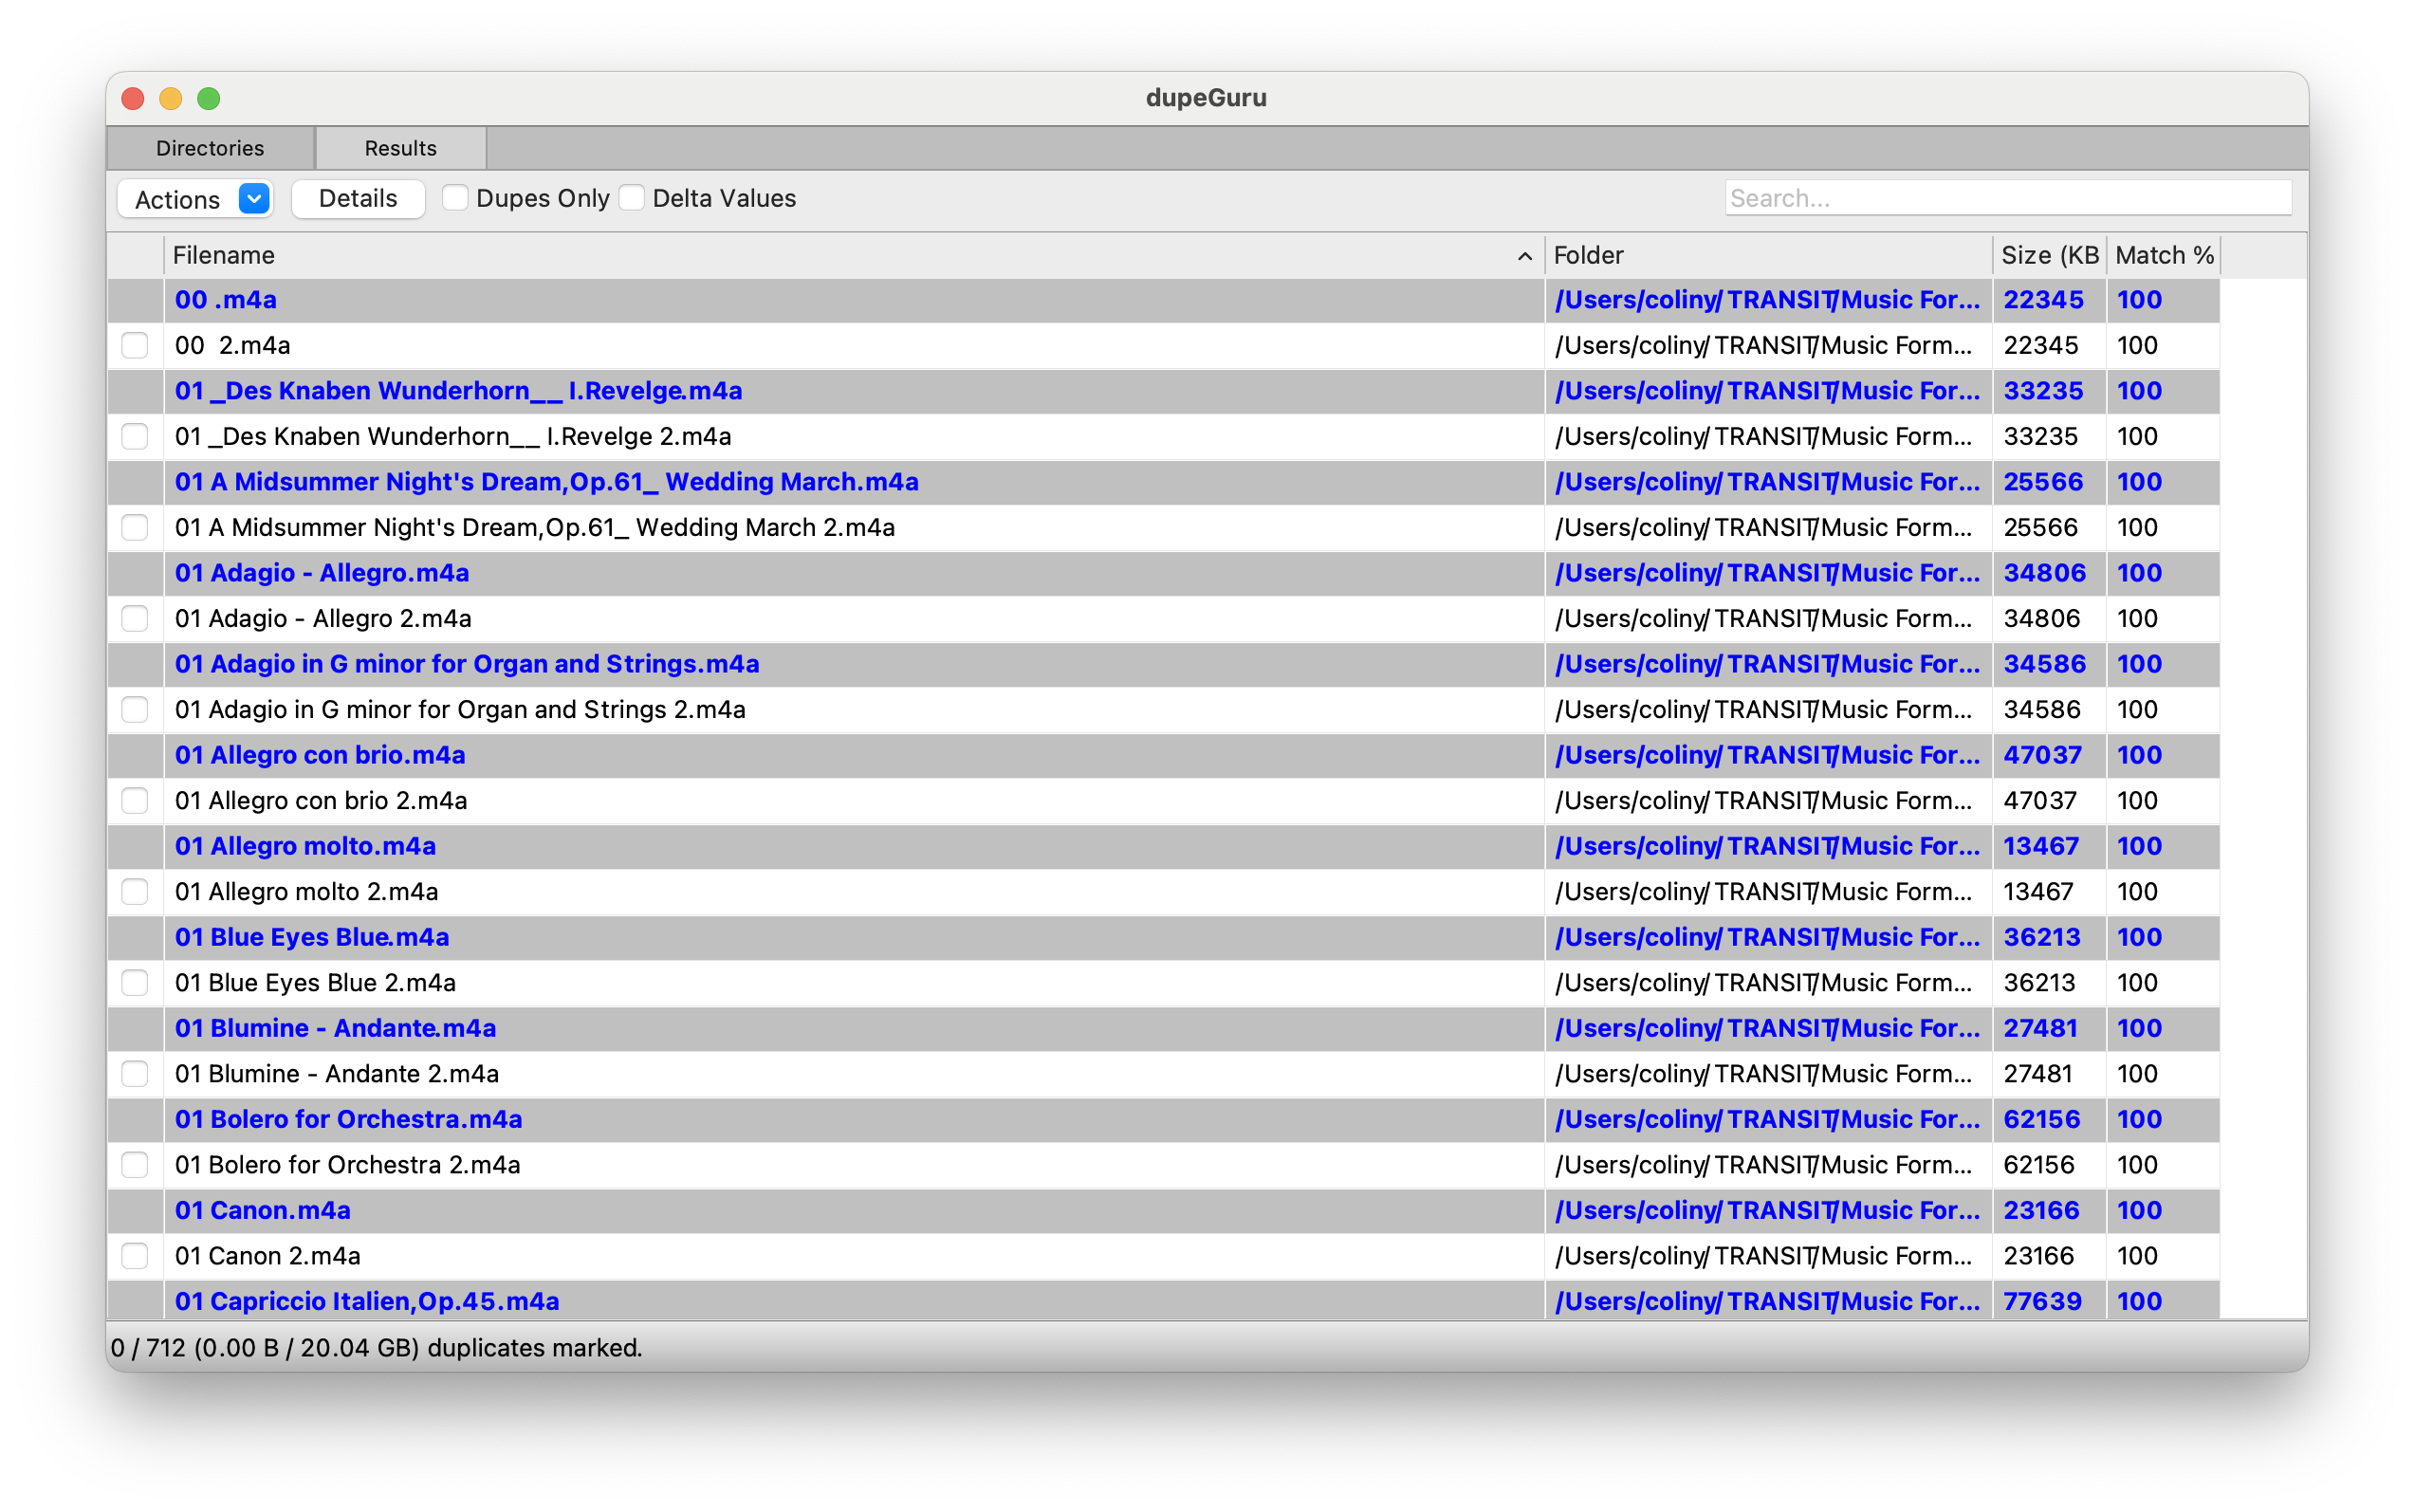 dupeGuru
Directories Results
Actions Details Dupes Only Delta Values Search...
Filename Folder Size (KB Match %
00 .m4a /Users/coliny/TRANSIT/Music For... 22345 100
00  2.m4a /Users/coliny/TRANSIT/Music Form... 22345 100
01 _Des Knaben Wunderhorn__ I.Revelge.m4a /Users/coliny/TRANSIT/Music For... 33235 100
01 _Des Knaben Wunderhorn__ I.Revelge 2.m4a /Users/coliny/TRANSIT/Music Form... 33235 100
01 A Midsummer Night's Dream,Op.61_ Wedding March.m4a /Users/coliny/TRANSIT/Music For... 25566 100
01 A Midsummer Night's Dream,Op.61_ Wedding March 2.m4a /Users/coliny/TRANSIT/Music Form... 25566 100
01 Adagio - Allegro.m4a /Users/coliny/TRANSIT/Music For... 34806 100
01 Adagio - Allegro 2.m4a /Users/coliny/TRANSIT/Music Form... 34806 100
01 Adagio in G minor for Organ and Strings.m4a /Users/coliny/TRANSIT/Music For... 34586 100
01 Adagio in G minor for Organ and Strings 2.m4a /Users/coliny/TRANSIT/Music Form... 34586 100
01 Allegro con brio.m4a /Users/coliny/TRANSIT/Music For... 47037 100
01 Allegro con brio 2.m4a /Users/coliny/TRANSIT/Music Form... 47037 100
01 Allegro molto.m4a /Users/coliny/TRANSIT/Music For... 13467 100
01 Allegro molto 2.m4a /Users/coliny/TRANSIT/Music Form... 13467 100
01 Blue Eyes Blue.m4a /Users/coliny/TRANSIT/Music For... 36213 100
01 Blue Eyes Blue 2.m4a /Users/coliny/TRANSIT/Music Form... 36213 100
01 Blumine - Andante.m4a /Users/coliny/TRANSIT/Music For... 27481 100
01 Blumine - Andante 2.m4a /Users/coliny/TRANSIT/Music Form... 27481 100
01 Bolero for Orchestra.m4a /Users/coliny/TRANSIT/Music For... 62156 100
01 Bolero for Orchestra 2.m4a /Users/coliny/TRANSIT/Music Form... 62156 100
01 Canon.m4a /Users/coliny/TRANSIT/Music For... 23166 100
01 Canon 2.m4a /Users/coliny/TRANSIT/Music Form... 23166 100
01 Capriccio Italien,Op.45.m4a /Users/coliny/TRANSIT/Music For... 77639 100
0 / 712 (0.00 B / 20.04 GB) duplicates marked.